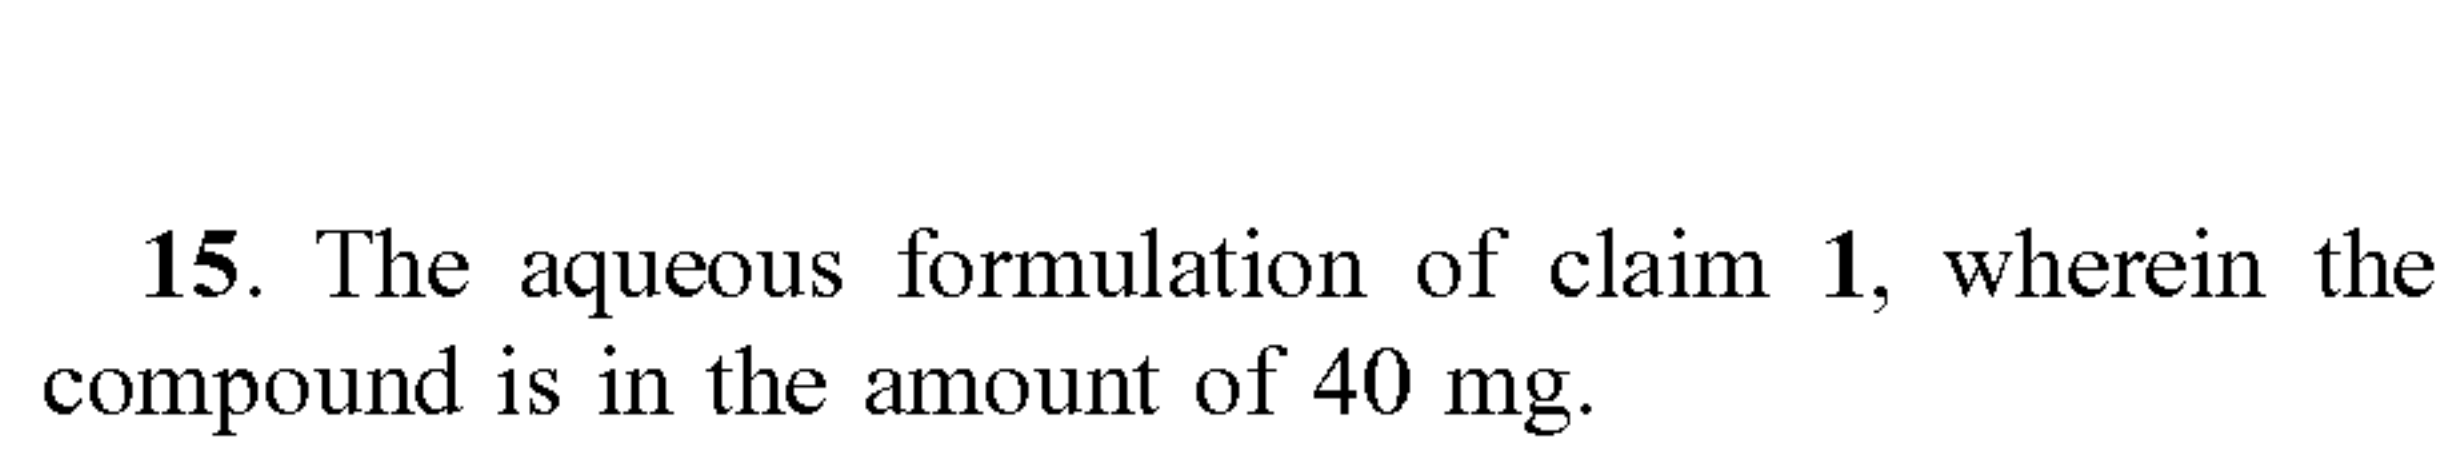 15. The aqueous formulation of claim 1, wherein the
compound is in the amount of 40 mg.